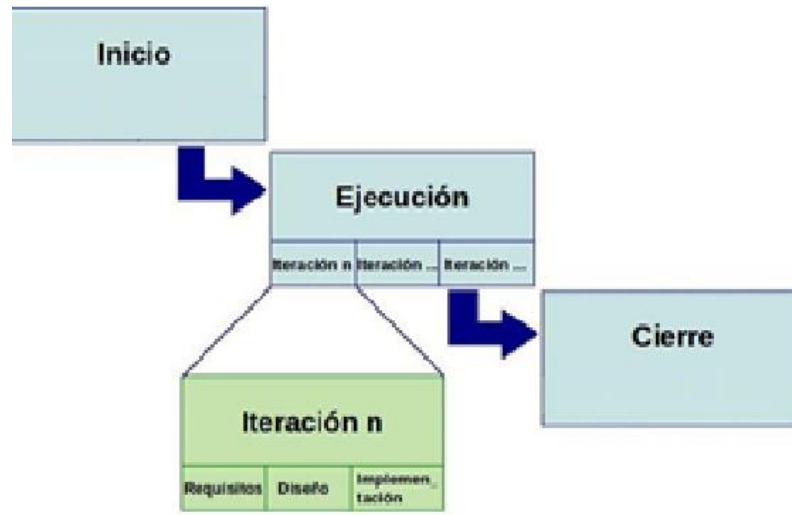 Inicio
Ejecución
Iteración n
Iteración ...
Iteración ...
Cierre
Iteración n
Requisitos
Diseño
Implemen_
tación